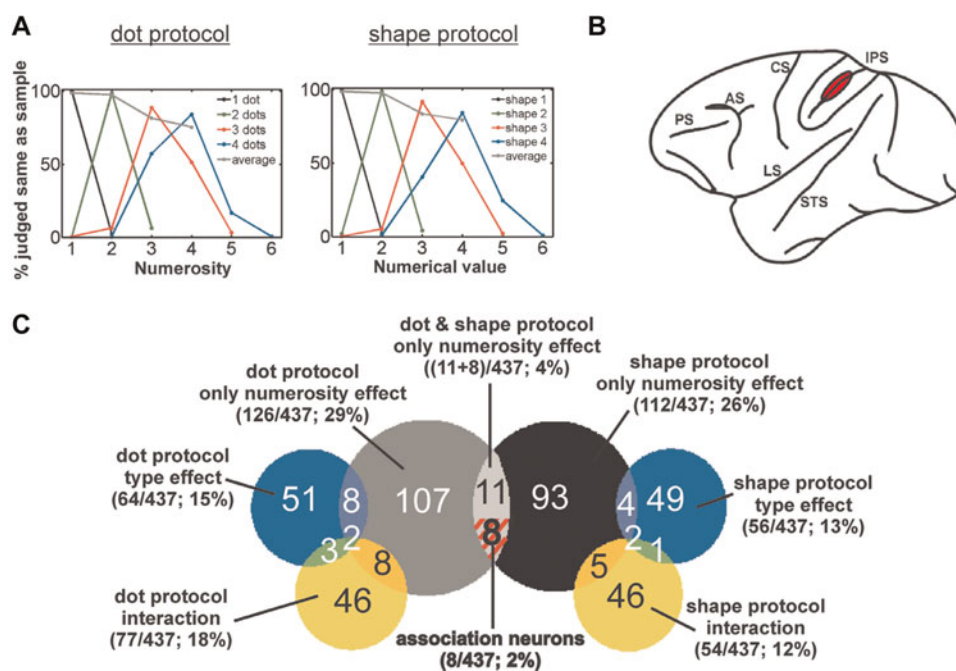 A
dot protocol
shape protocol
% judged same as sample
100
50
0
1 dot
2 dots
3 dots
4 dots
average
1 2 3 4 5 6
Numerosity
100
50
0
shape 1
shape 2
shape 3
shape 4
average
1 2 3 4 5 6
Numerical value
B
CS
IPS
AS
PS
LS
STS
C
dot & shape protocol
only numerosity effect
((11+8)/437; 4%)
dot protocol
only numerosity effect
(126/437; 29%)
shape protocol
only numerosity effect
(112/437; 26%)
dot protocol
type effect
(64/437; 15%)
shape protocol
type effect
(56/437; 13%)
51 8 107 11 93 4 49
8
3 2 8
5 2 1
46
46
dot protocol
interaction
(77/437; 18%)
association neurons
(8/437; 2%)
shape protocol
interaction
(54/437; 12%)